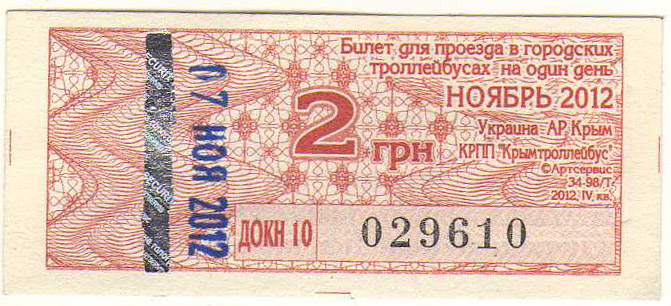 Билет для проезда в городских
троллейбусах на один день
НОЯБРЬ 2012
Украина АР, Крым
КРПП "Крымтроллейбус"
©Артсервис
34-98/Т
2012, IV, кв.
2 грн
ДОКН 10
029610
07 НОЯ 2012
SECURIT